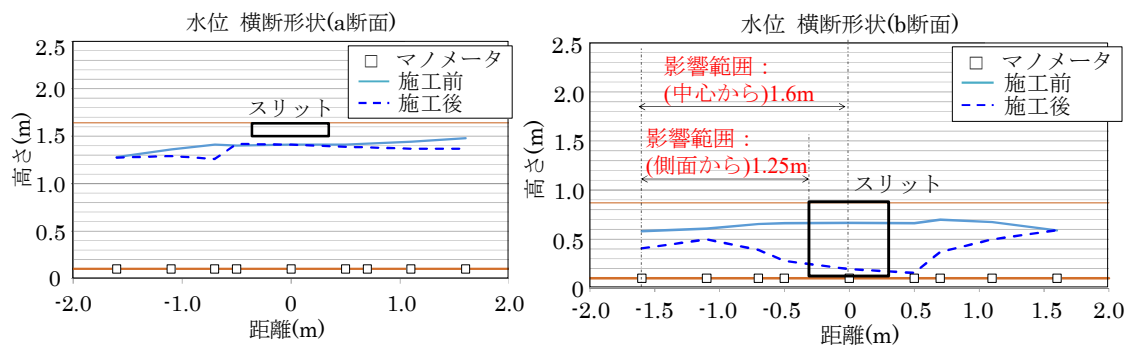 水位 横断形状(a断面)
2.5
2.0
1.5
1.0
0.5
0
高さ(m)
マノメータ
施工前
施工後
スリット
-2.0
-1.0
0
1.0
2.0
距離(m)
水位 横断形状(b断面)
2.5
2.0
1.5
1.0
0.5
0
高さ(m)
影響範囲：
(中心から)1.6m
影響範囲：
(側面から)1.25m
マノメータ
施工前
施工後
スリット
-2.0
-1.5
-1.0
-0.5
0
0.5
1.0
1.5
2.0
距離(m)